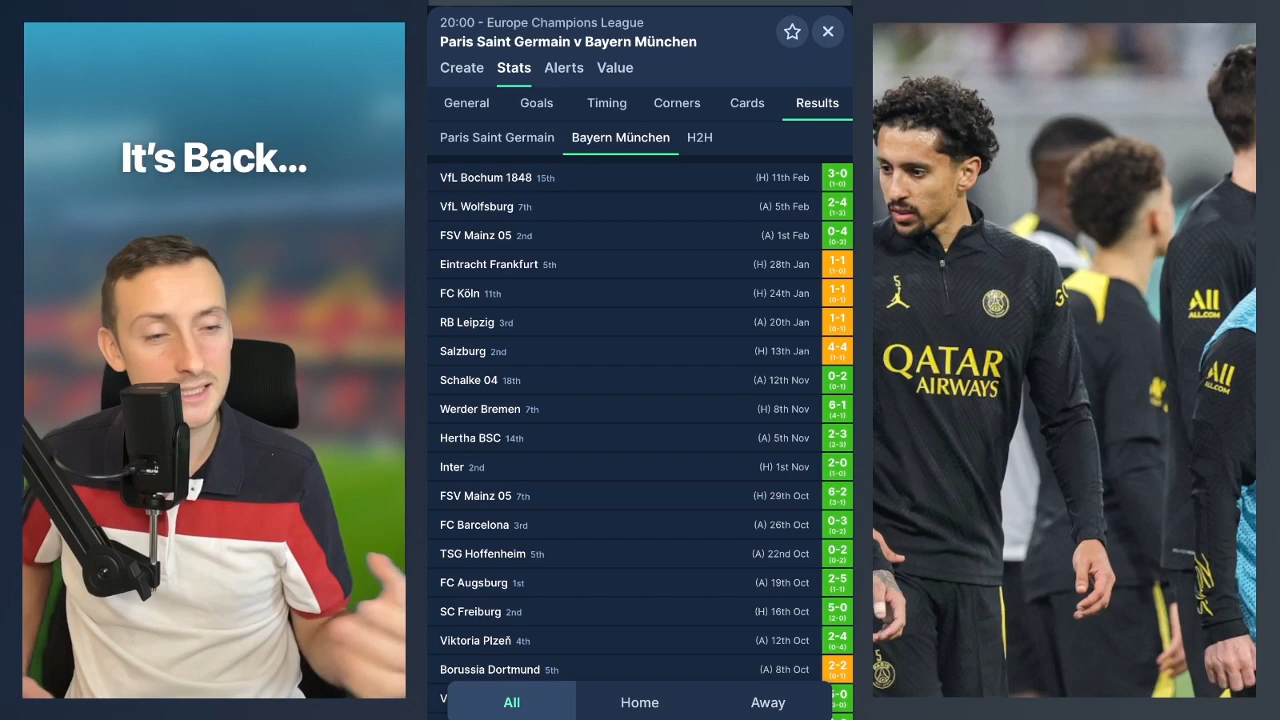 It's Back...
20:00 - Europe Champions League
Paris Saint Germain v Bayern München
Create Stats Alerts Value
General Goals Timing Corners Cards Results
Paris Saint Germain Bayern München H2H
VfL Bochum 1848 15th (H) 11th Feb 3-0 (1-0)
VfL Wolfsburg 7th (A) 5th Feb 2-4 (1-3)
FSV Mainz 05 2nd (A) 1st Feb 0-4 (0-3)
Eintracht Frankfurt 5th (H) 28th Jan 1-1 (1-0)
FC Köln 11th (H) 24th Jan 1-1 (0-1)
RB Leipzig 3rd (A) 20th Jan 1-1 (0-1)
Salzburg 2nd (H) 13th Jan 4-4 (1-1)
Schalke 04 18th (A) 12th Nov 0-2 (0-1)
Werder Bremen 7th (H) 8th Nov 6-1 (4-1)
Hertha BSC 14th (A) 5th Nov 2-3 (2-3)
Inter 2nd (H) 1st Nov 2-0 (1-0)
FSV Mainz 05 7th (H) 29th Oct 6-2 (3-1)
FC Barcelona 3rd (A) 26th Oct 0-3 (0-2)
TSG Hoffenheim 5th (A) 22nd Oct 0-2 (0-2)
FC Augsburg 1st (A) 19th Oct 2-5 (1-1)
SC Freiburg 2nd (H) 16th Oct 5-0 (2-0)
Viktoria Plzeň 4th (A) 12th Oct 2-4 (0-4)
Borussia Dortmund 5th (A) 8th Oct 2-2 (0-1)
All Home Away
5
QATAR
AIRWAYS
All
ALL.COM
All
ALL.COM
5